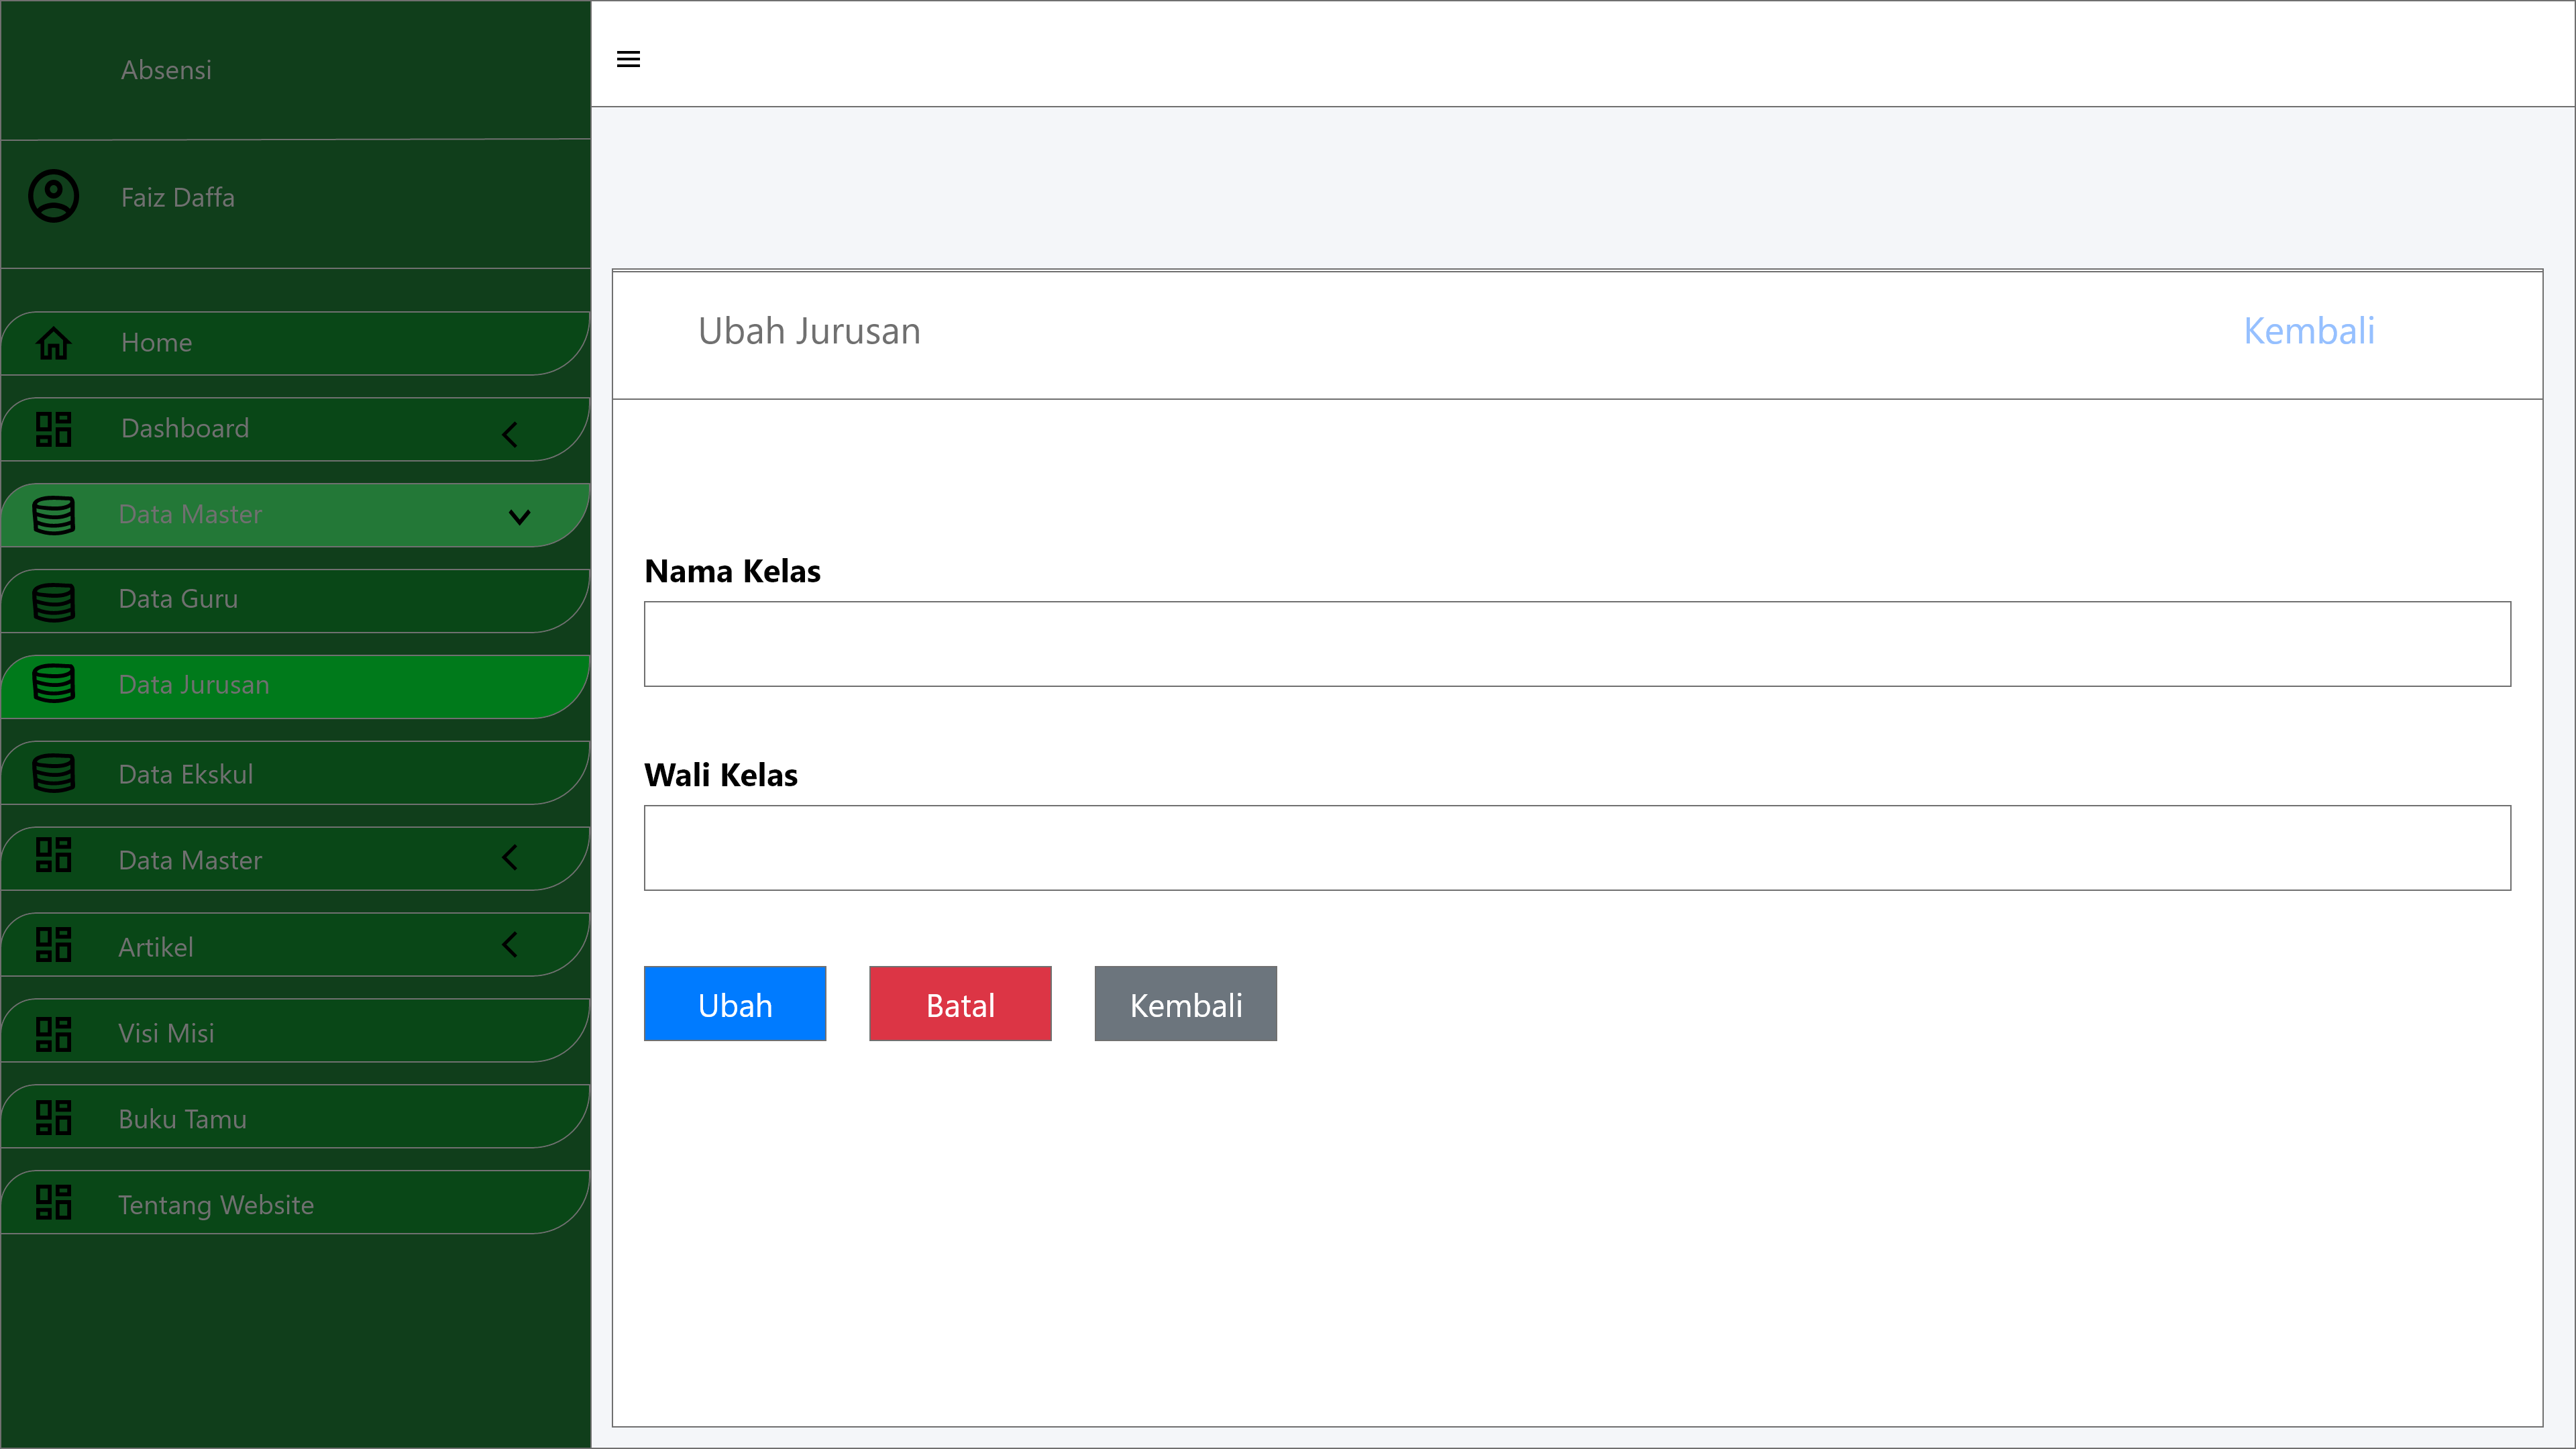 Absensi
Faiz Daffa
Home
Dashboard
Data Master
Data Guru
Data Jurusan
Data Ekskul
Data Master
Artikel
Visi Misi
Buku Tamu
Tentang Website
Ubah Jurusan
Kembali
Nama Kelas
Wali Kelas
Ubah
Batal
Kembali